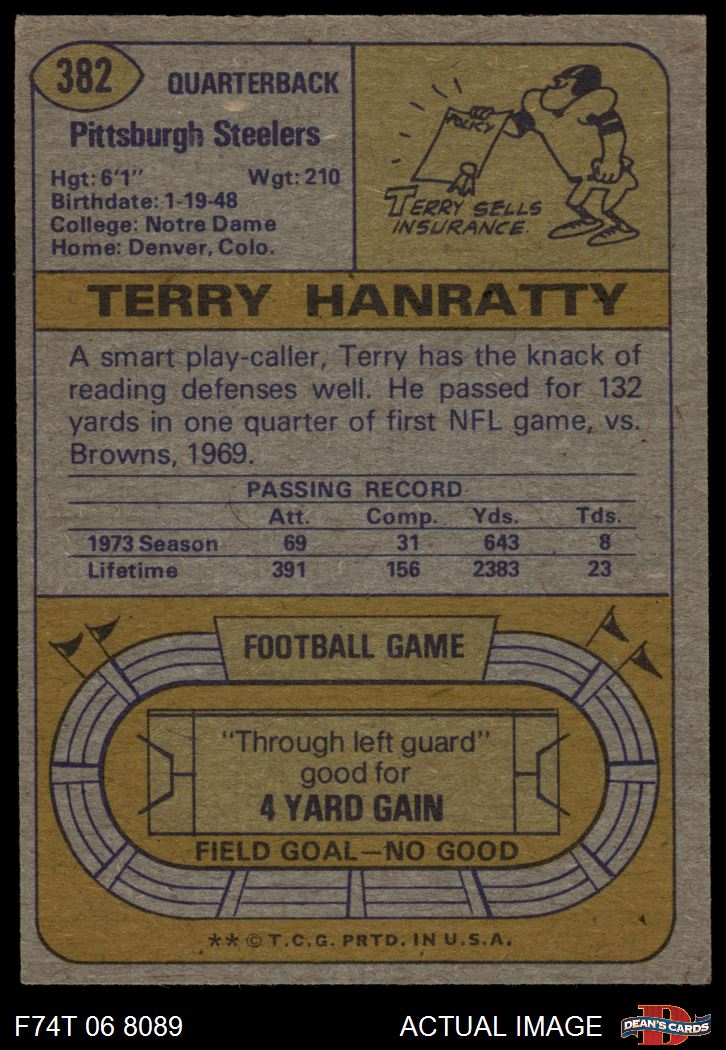 382
QUARTERBACK
Pittsburgh Steelers
Hgt: 6'1" Wgt: 210
Birthdate: 1-19-48
College: Notre Dame
Home: Denver, Colo.
POLICY
TERRY SELLS
INSURANCE.
TERRY HANRATTY
A smart play-caller, Terry has the knack of
reading defenses well. He passed for 132
yards in one quarter of first NFL game, vs.
Browns, 1969.
PASSING RECORD
Att. Comp. Yds. Tds.
1973 Season 69 31 643 8
Lifetime 391 156 2383 23
FOOTBALL GAME
"Through left guard"
good for
4 YARD GAIN
FIELD GOAL—NO GOOD
** © T.C.G. PRTD. IN U.S.A.
F74T 06 8089
ACTUAL IMAGE
D
DEAN'S CARDS